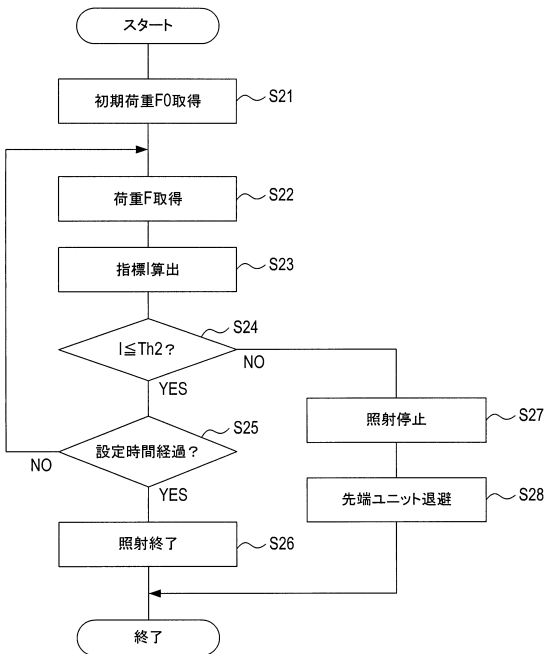 スタート
初期荷重F0取得
S21
荷重F取得
S22
指標I算出
S23
I≦Th2？
S24
NO
YES
設定時間経過？
S25
NO
YES
照射停止
S27
先端ユニット退避
S28
照射終了
S26
終了